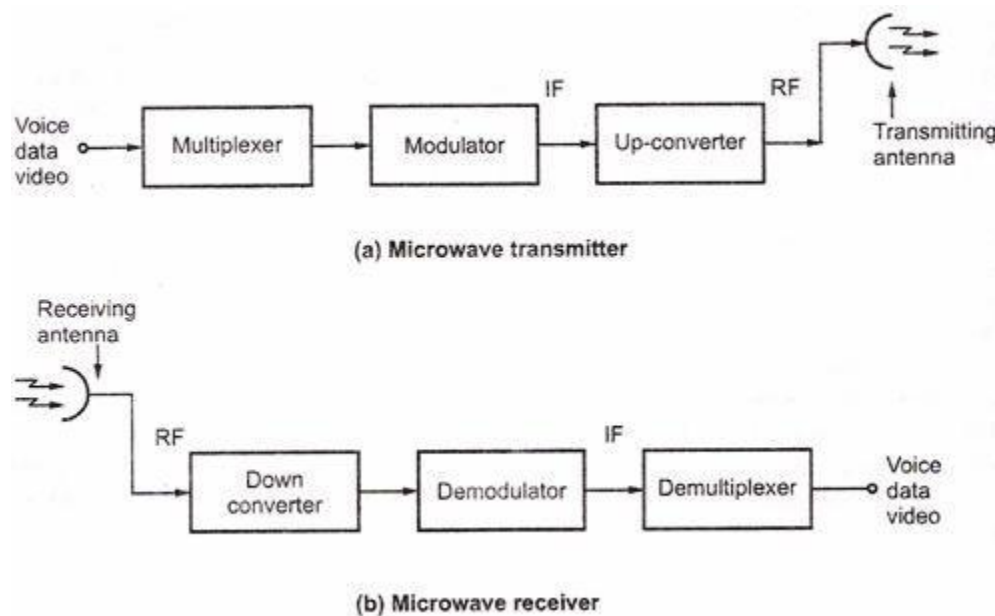 IF
RF
Voice
data
video
Multiplexer
Modulator
Up-converter
Transmitting
antenna
(a) Microwave transmitter
Receiving
antenna
RF
IF
Down
converter
Demodulator
Demultiplexer
Voice
data
video
(b) Microwave receiver